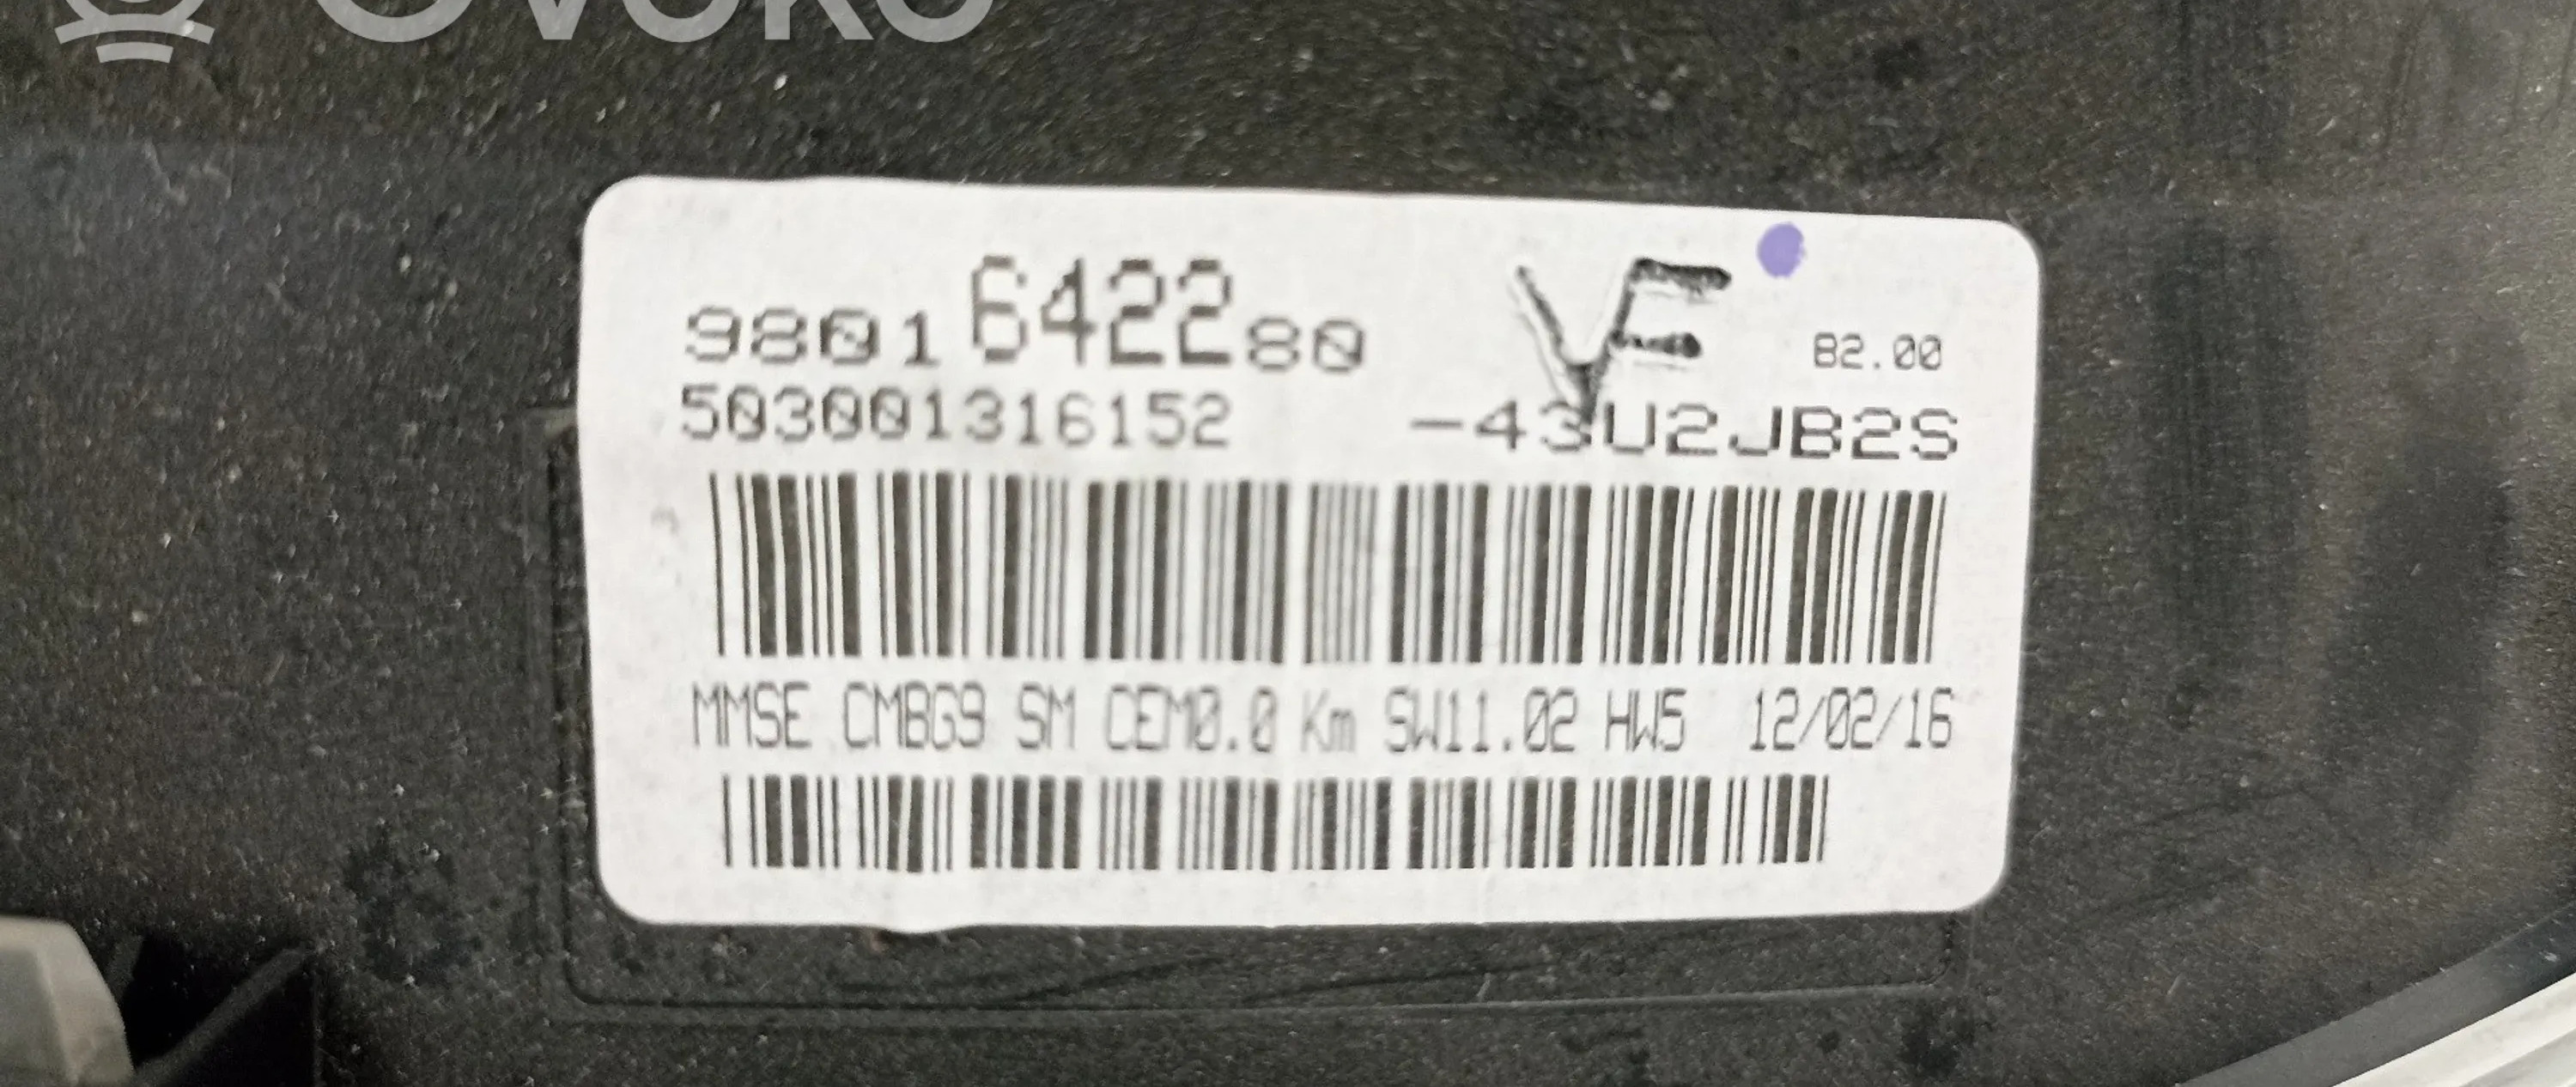 OVOKO
9801642280 VF B2.00
503001316152 -43U2JB2S
MMSE CMBG9 SM CEM0.0 Km SW11.02 HW5 12/02/16